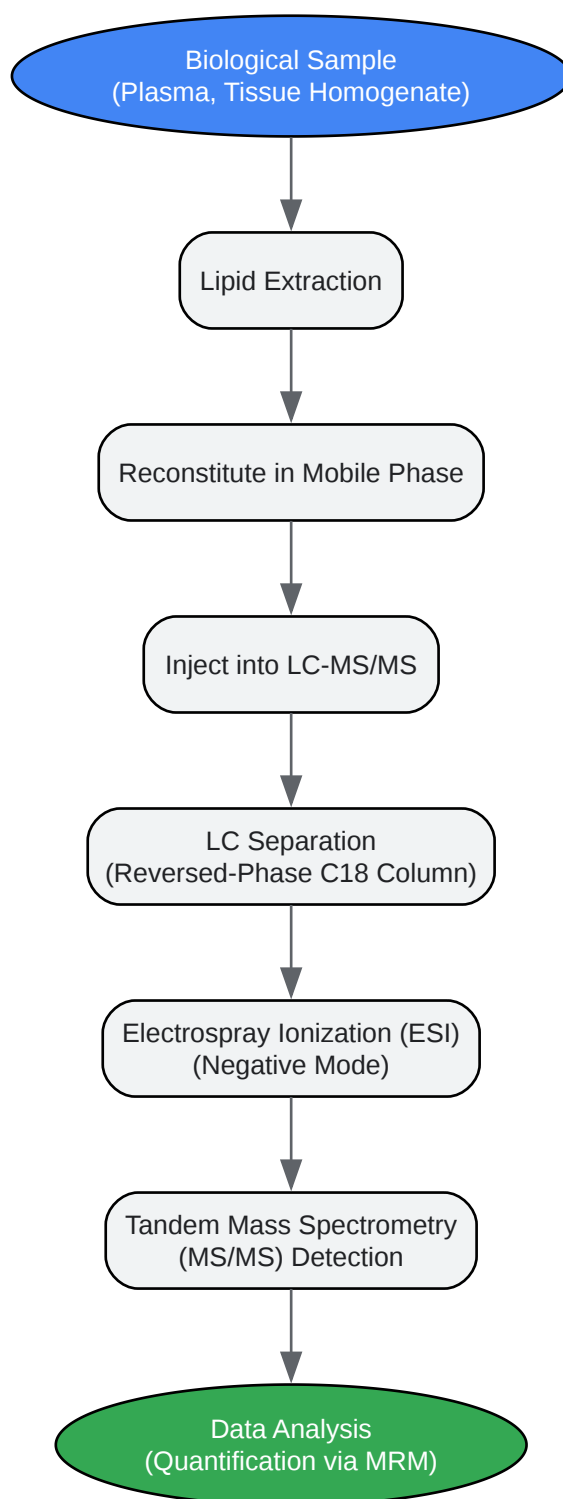 Biological Sample
(Plasma, Tissue Homogenate)
Lipid Extraction
Reconstitute in Mobile Phase
Inject into LC-MS/MS
LC Separation
(Reversed-Phase C18 Column)
Electrospray Ionization (ESI)
(Negative Mode)
Tandem Mass Spectrometry
(MS/MS) Detection
Data Analysis
(Quantification via MRM)